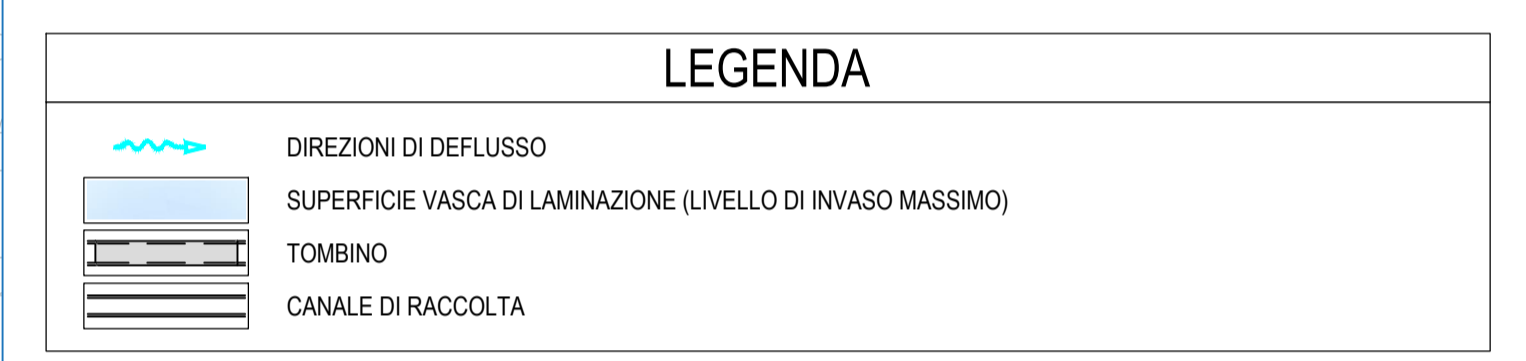 LEGENDA
DIREZIONI DI DEFLUSSO
SUPERFICIE VASCA DI LAMINAZIONE (LIVELLO DI INVASO MASSIMO)
TOMBINO
CANALE DI RACCOLTA